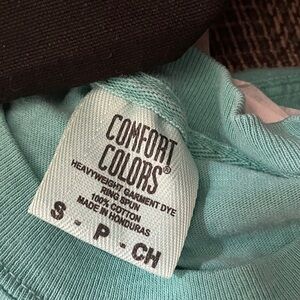 COMFORT
COLORS®
HEAVYWEIGHT GARMENT DYE
RING SPUN
100% COTTON
MADE IN HONDURAS
S - P - CH